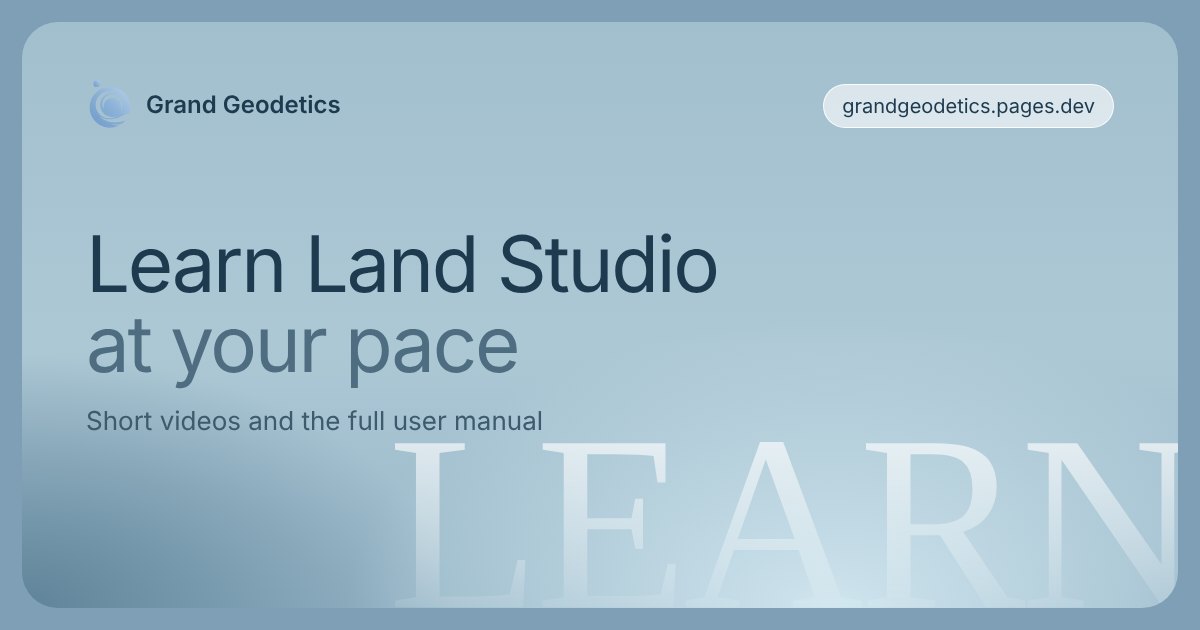 Grand Geodetics
grandgeodetics.pages.dev
Learn Land Studio
at your pace
Short videos and the full user manual
LEARN